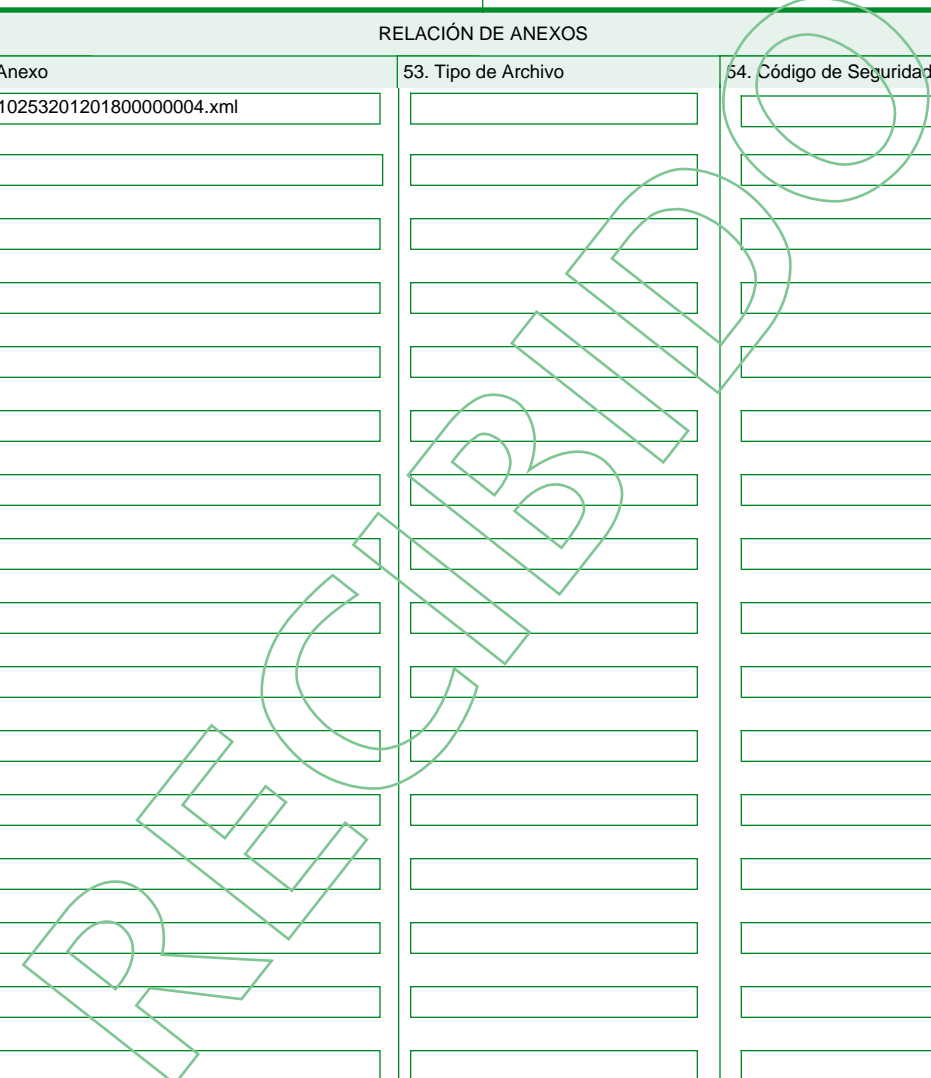 RELACIÓN DE ANEXOS
Anexo
53. Tipo de Archivo
54. Código de Seguridad
10253201201800000004.xml
RECIBIDO